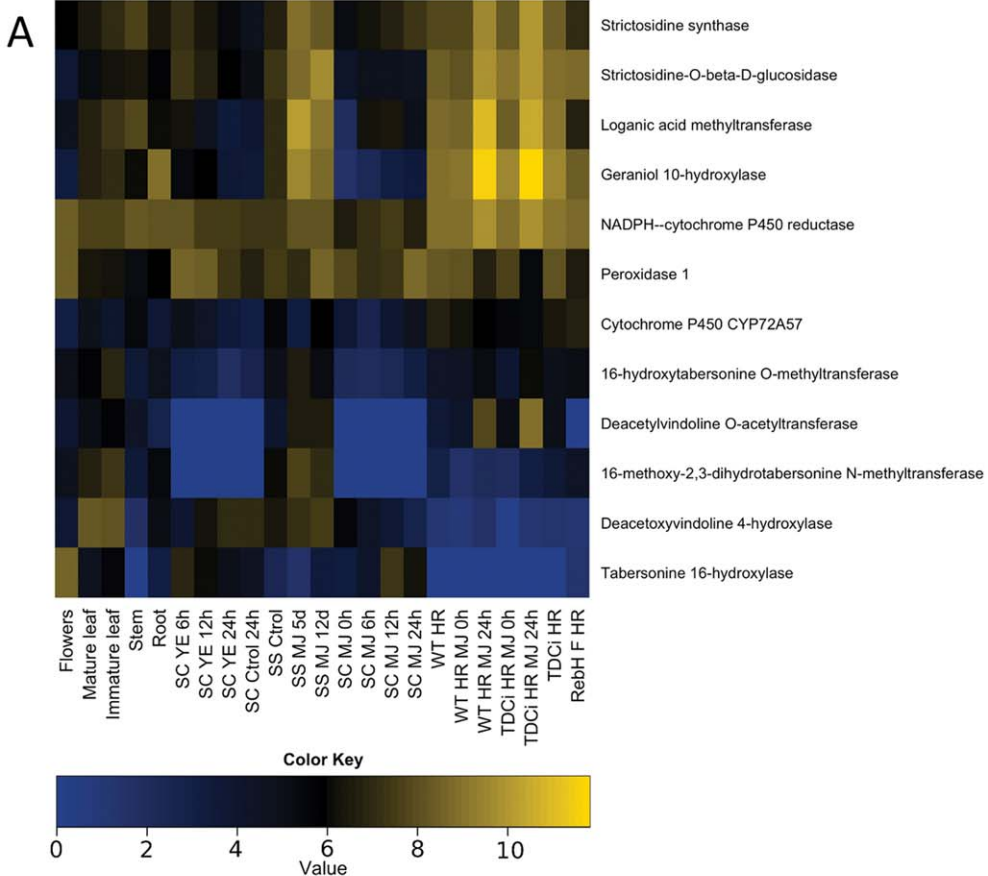 A
Strictosidine synthase
Strictosidine-O-beta-D-glucosidase
Loganic acid methyltransferase
Geraniol 10-hydroxylase
NADPH--cytochrome P450 reductase
Peroxidase 1
Cytochrome P450 CYP72A57
16-hydroxytabersonine O-methyltransferase
Deacetylvindoline O-acetyltransferase
16-methoxy-2,3-dihydrotabersonine N-methyltransferase
Deacetoxyvindoline 4-hydroxylase
Tabersonine 16-hydroxylase
Flowers
Mature leaf
Immature leaf
Stem
Root
SC YE 6h
SC YE 12h
SC YE 24h
SC Ctrol 24h
SS Ctrol
SS MJ 5d
SS MJ 12d
SC MJ 0h
SC MJ 6h
SC MJ 12h
SC MJ 24h
WT HR
WT HR MJ 0h
WT HR MJ 24h
TDCi HR MJ 0h
TDCi HR MJ 24h
TDCi HR
RebH F HR
Color Key
0 2 4 6 8 10
Value